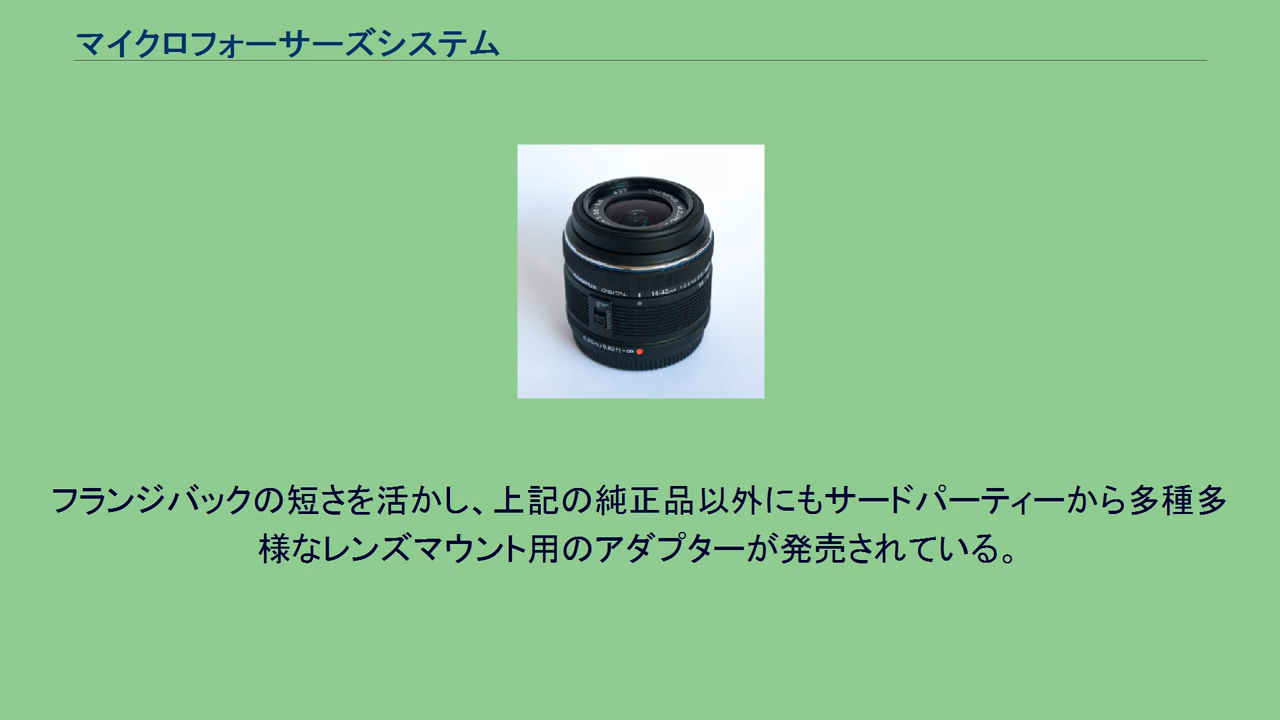 マイクロフォーサーズシステム
14-42mm
フランジバックの短さを活かし、上記の純正品以外にもサードパーティーから多種多
様なレンズマウント用のアダプターが発売されている。